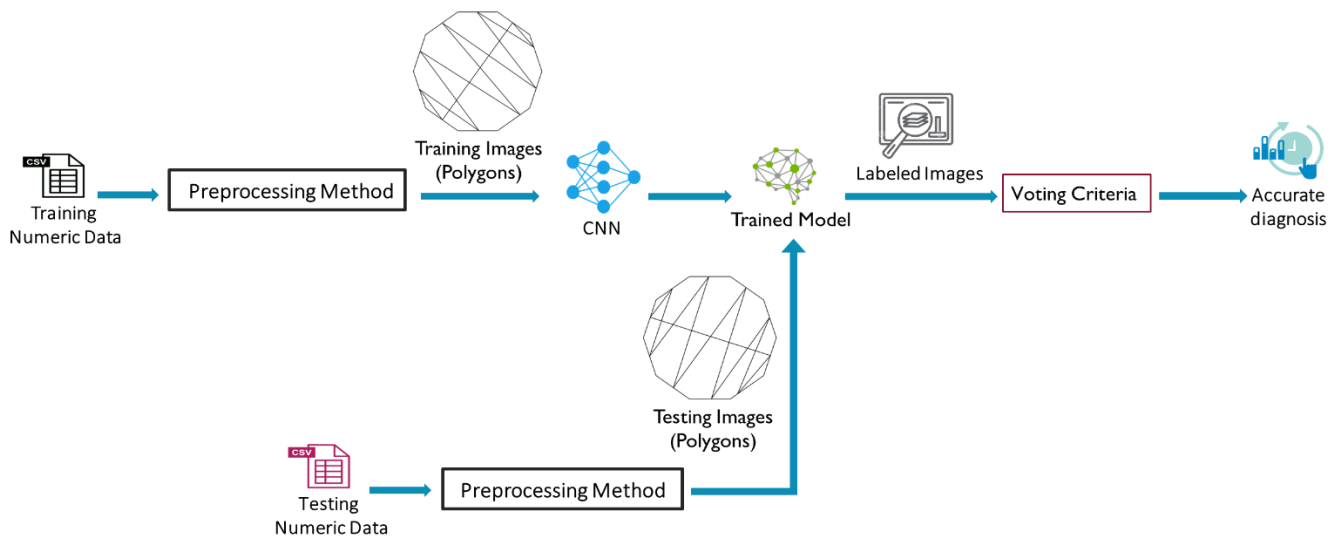 Training Images
(Polygons)
CSV
Training
Numeric Data
Preprocessing Method
CNN
Trained Model
Labeled Images
Voting Criteria
Accurate
diagnosis
Testing Images
(Polygons)
CSV
Testing
Numeric Data
Preprocessing Method